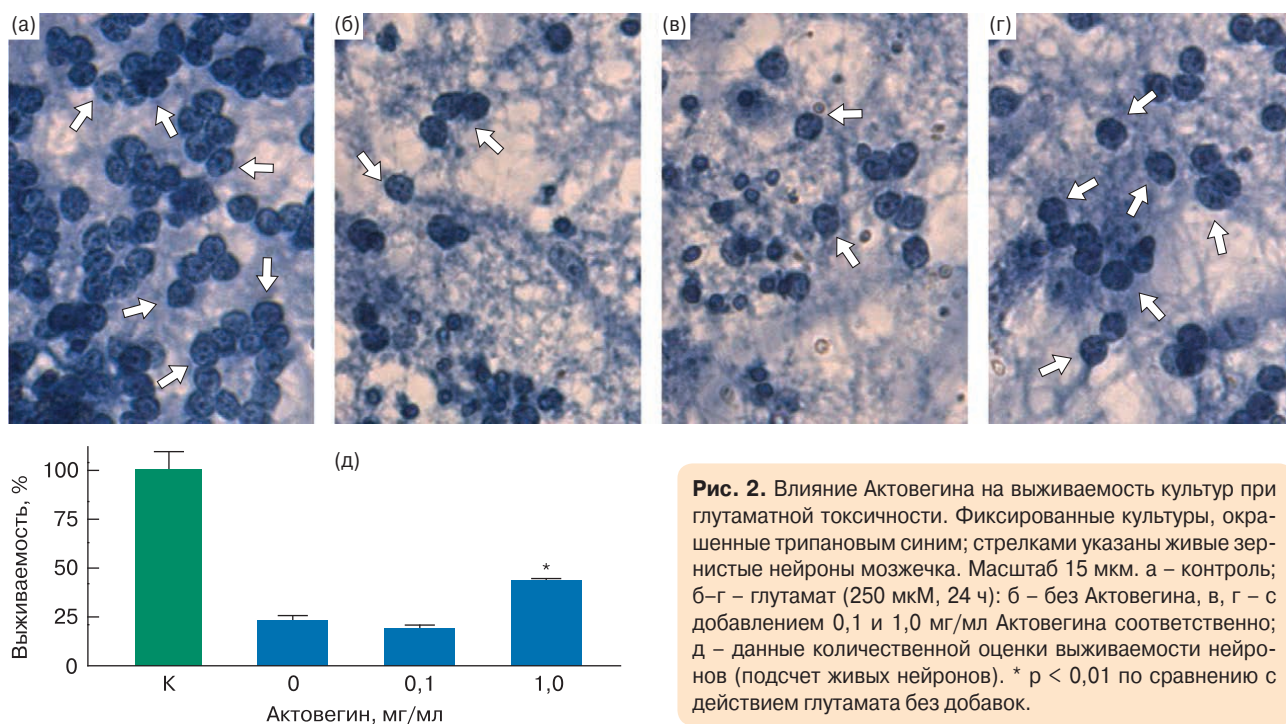 (а)
(б)
(в)
(г)
(д)
Выживаемость, %
100
75
50
25
0
*
К
0
0,1
1,0
Актовегин, мг/мл
Рис. 2. Влияние Актовегина на выживаемость культур при
глутаматной токсичности. Фиксированные культуры, окра-
шенные трипановым синим; стрелками указаны живые зер-
нистые нейроны мозжечка. Масштаб 15 мкм. а – контроль;
б–г – глутамат (250 мкМ, 24 ч): б – без Актовегина, в, г – с
добавлением 0,1 и 1,0 мг/мл Актовегина соответственно;
д – данные количественной оценки выживаемости нейро-
нов (подсчет живых нейронов). * р < 0,01 по сравнению с
действием глутамата без добавок.